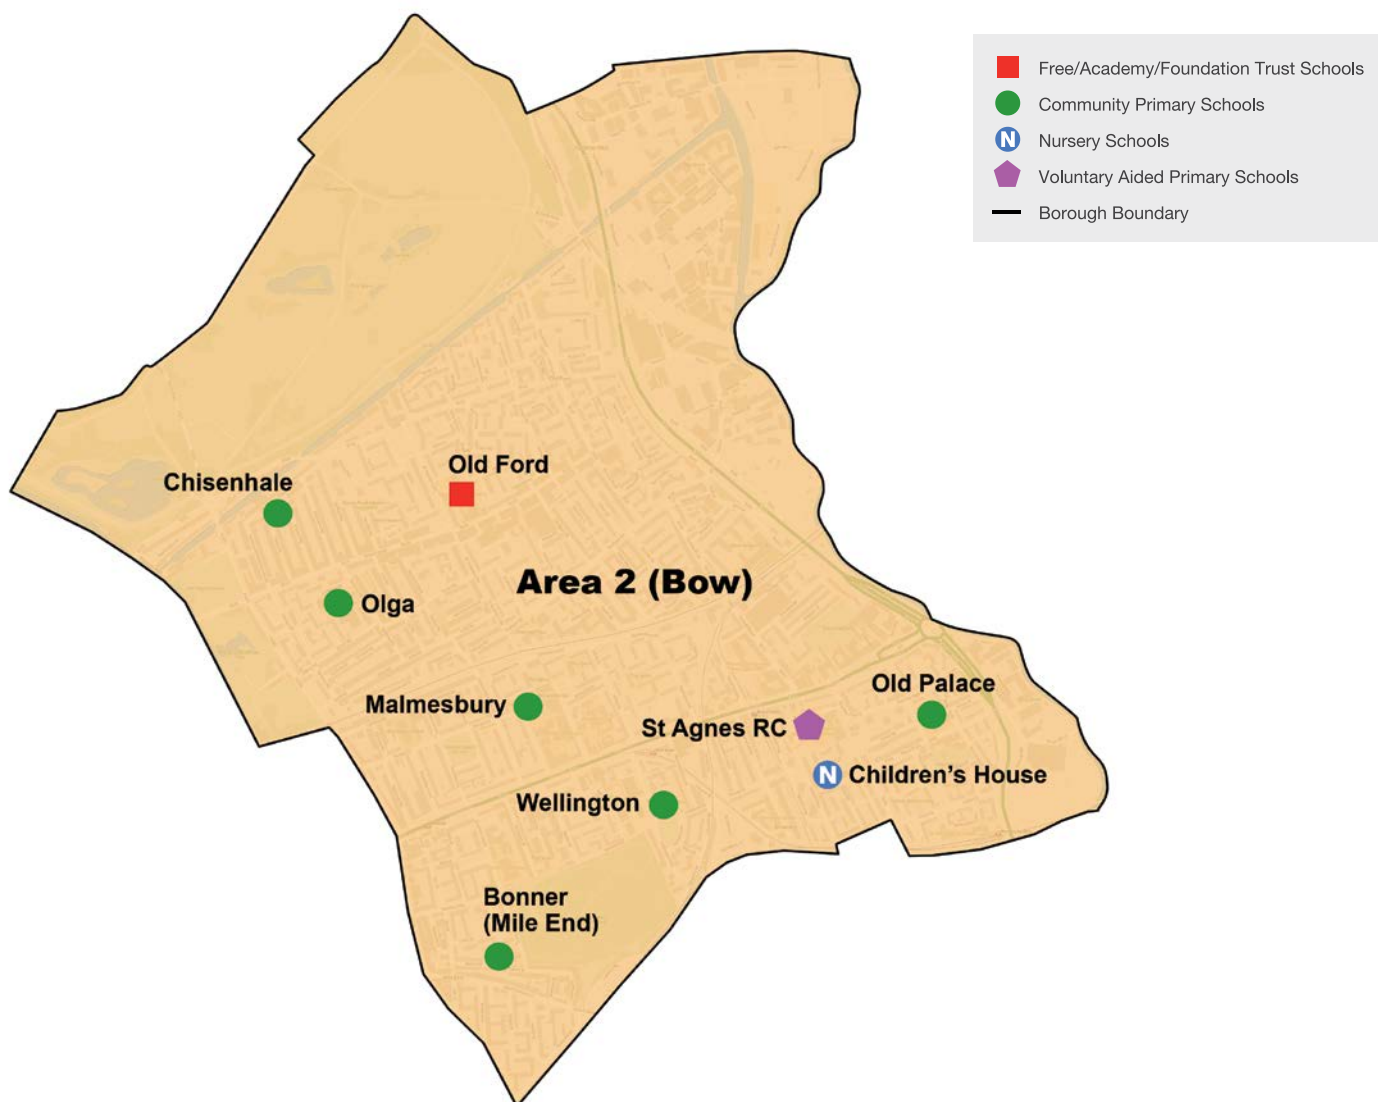 Free/Academy/Foundation Trust Schools
Community Primary Schools
N Nursery Schools
Voluntary Aided Primary Schools
Borough Boundary
Old Ford
Chisenhale
Area 2 (Bow)
Olga
Old Palace
Malmesbury
St Agnes RC
N Children’s House
Wellington
Bonner
(Mile End)